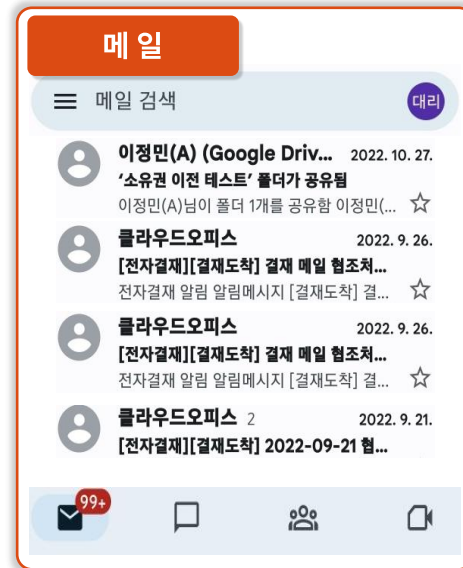 메 일
메일 검색
대리
이정민(A) (Google Driv... 2022. 10. 27.
‘소유권 이전 테스트’ 폴더가 공유됨
이정민(A)님이 폴더 1개를 공유함 이정민(...
클라우드오피스 2022. 9. 26.
[전자결재][결재도착] 결재 메일 협조처...
전자결재 알림 알림메시지 [결재도착] 결...
클라우드오피스 2022. 9. 26.
[전자결재][결재도착] 결재 메일 협조처...
전자결재 알림 알림메시지 [결재도착] 결...
클라우드오피스 2 2022. 9. 21.
[전자결재][결재도착] 2022-09-21 협...
99+